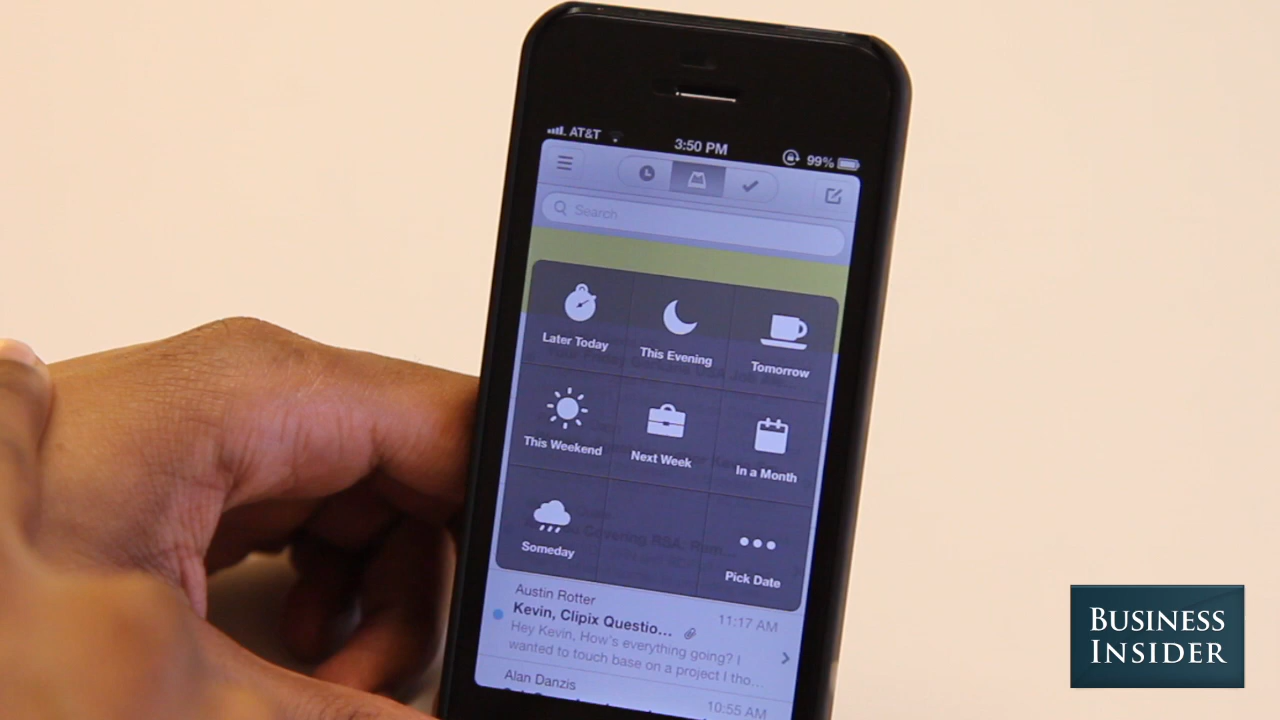 AT&T
3:50 PM
99%
Search
Later Today
This Evening
Tomorrow
This Weekend
Next Week
In a Month
Someday
Pick Date
Austin Rotter
11:17 AM
Kevin, Clipix Questio...
Hey Kevin, How's everything going? I
wanted to touch base on a project I tho...
Alan Danzis
10:55 AM
BUSINESS
INSIDER